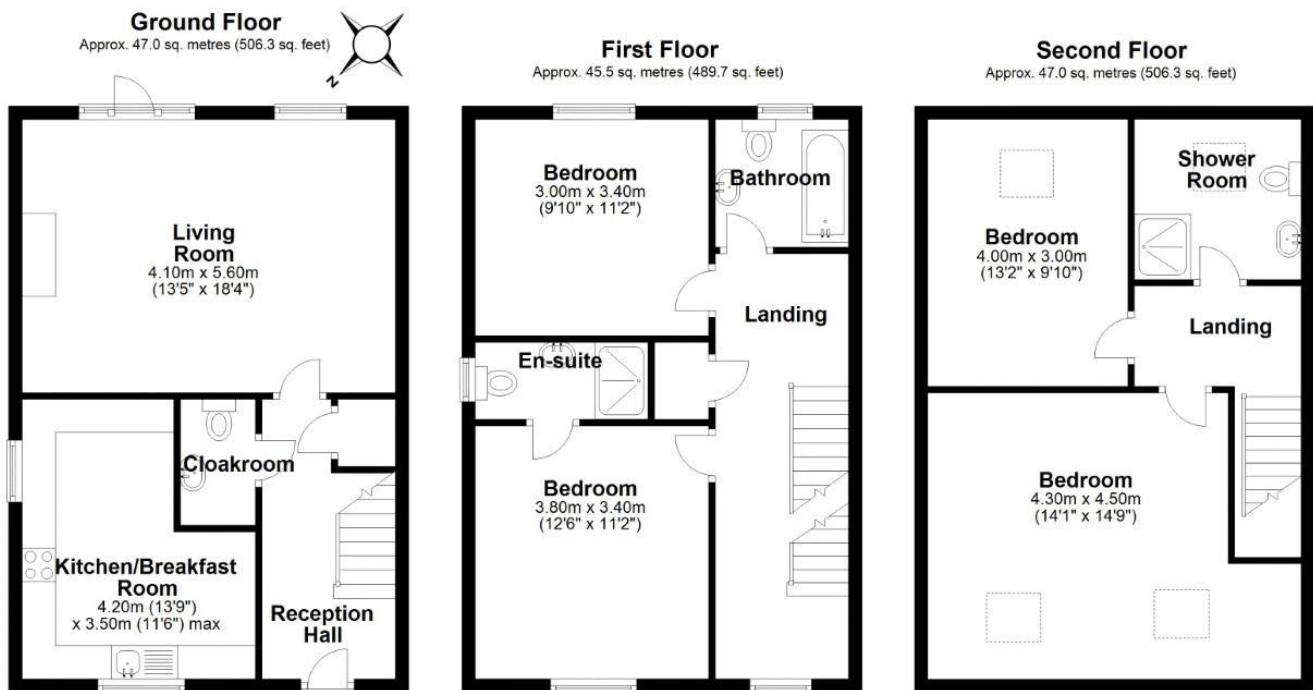 Ground Floor
Approx. 47.0 sq. metres (506.3 sq. feet)
N
Living
Room
4.10m x 5.60m
(13'5" x 18'4")
Cloakroom
Kitchen/Breakfast
Room
4.20m (13'9")
x 3.50m (11'6") max
Reception
Hall
First Floor
Approx. 45.5 sq. metres (489.7 sq. feet)
Bedroom
3.00m x 3.40m
(9'10" x 11'2")
Bathroom
Landing
En-suite
Bedroom
3.80m x 3.40m
(12'6" x 11'2")
Second Floor
Approx. 47.0 sq. metres (506.3 sq. feet)
Shower
Room
Bedroom
4.00m x 3.00m
(13'2" x 9'10")
Landing
Bedroom
4.30m x 4.50m
(14'1" x 14'9")